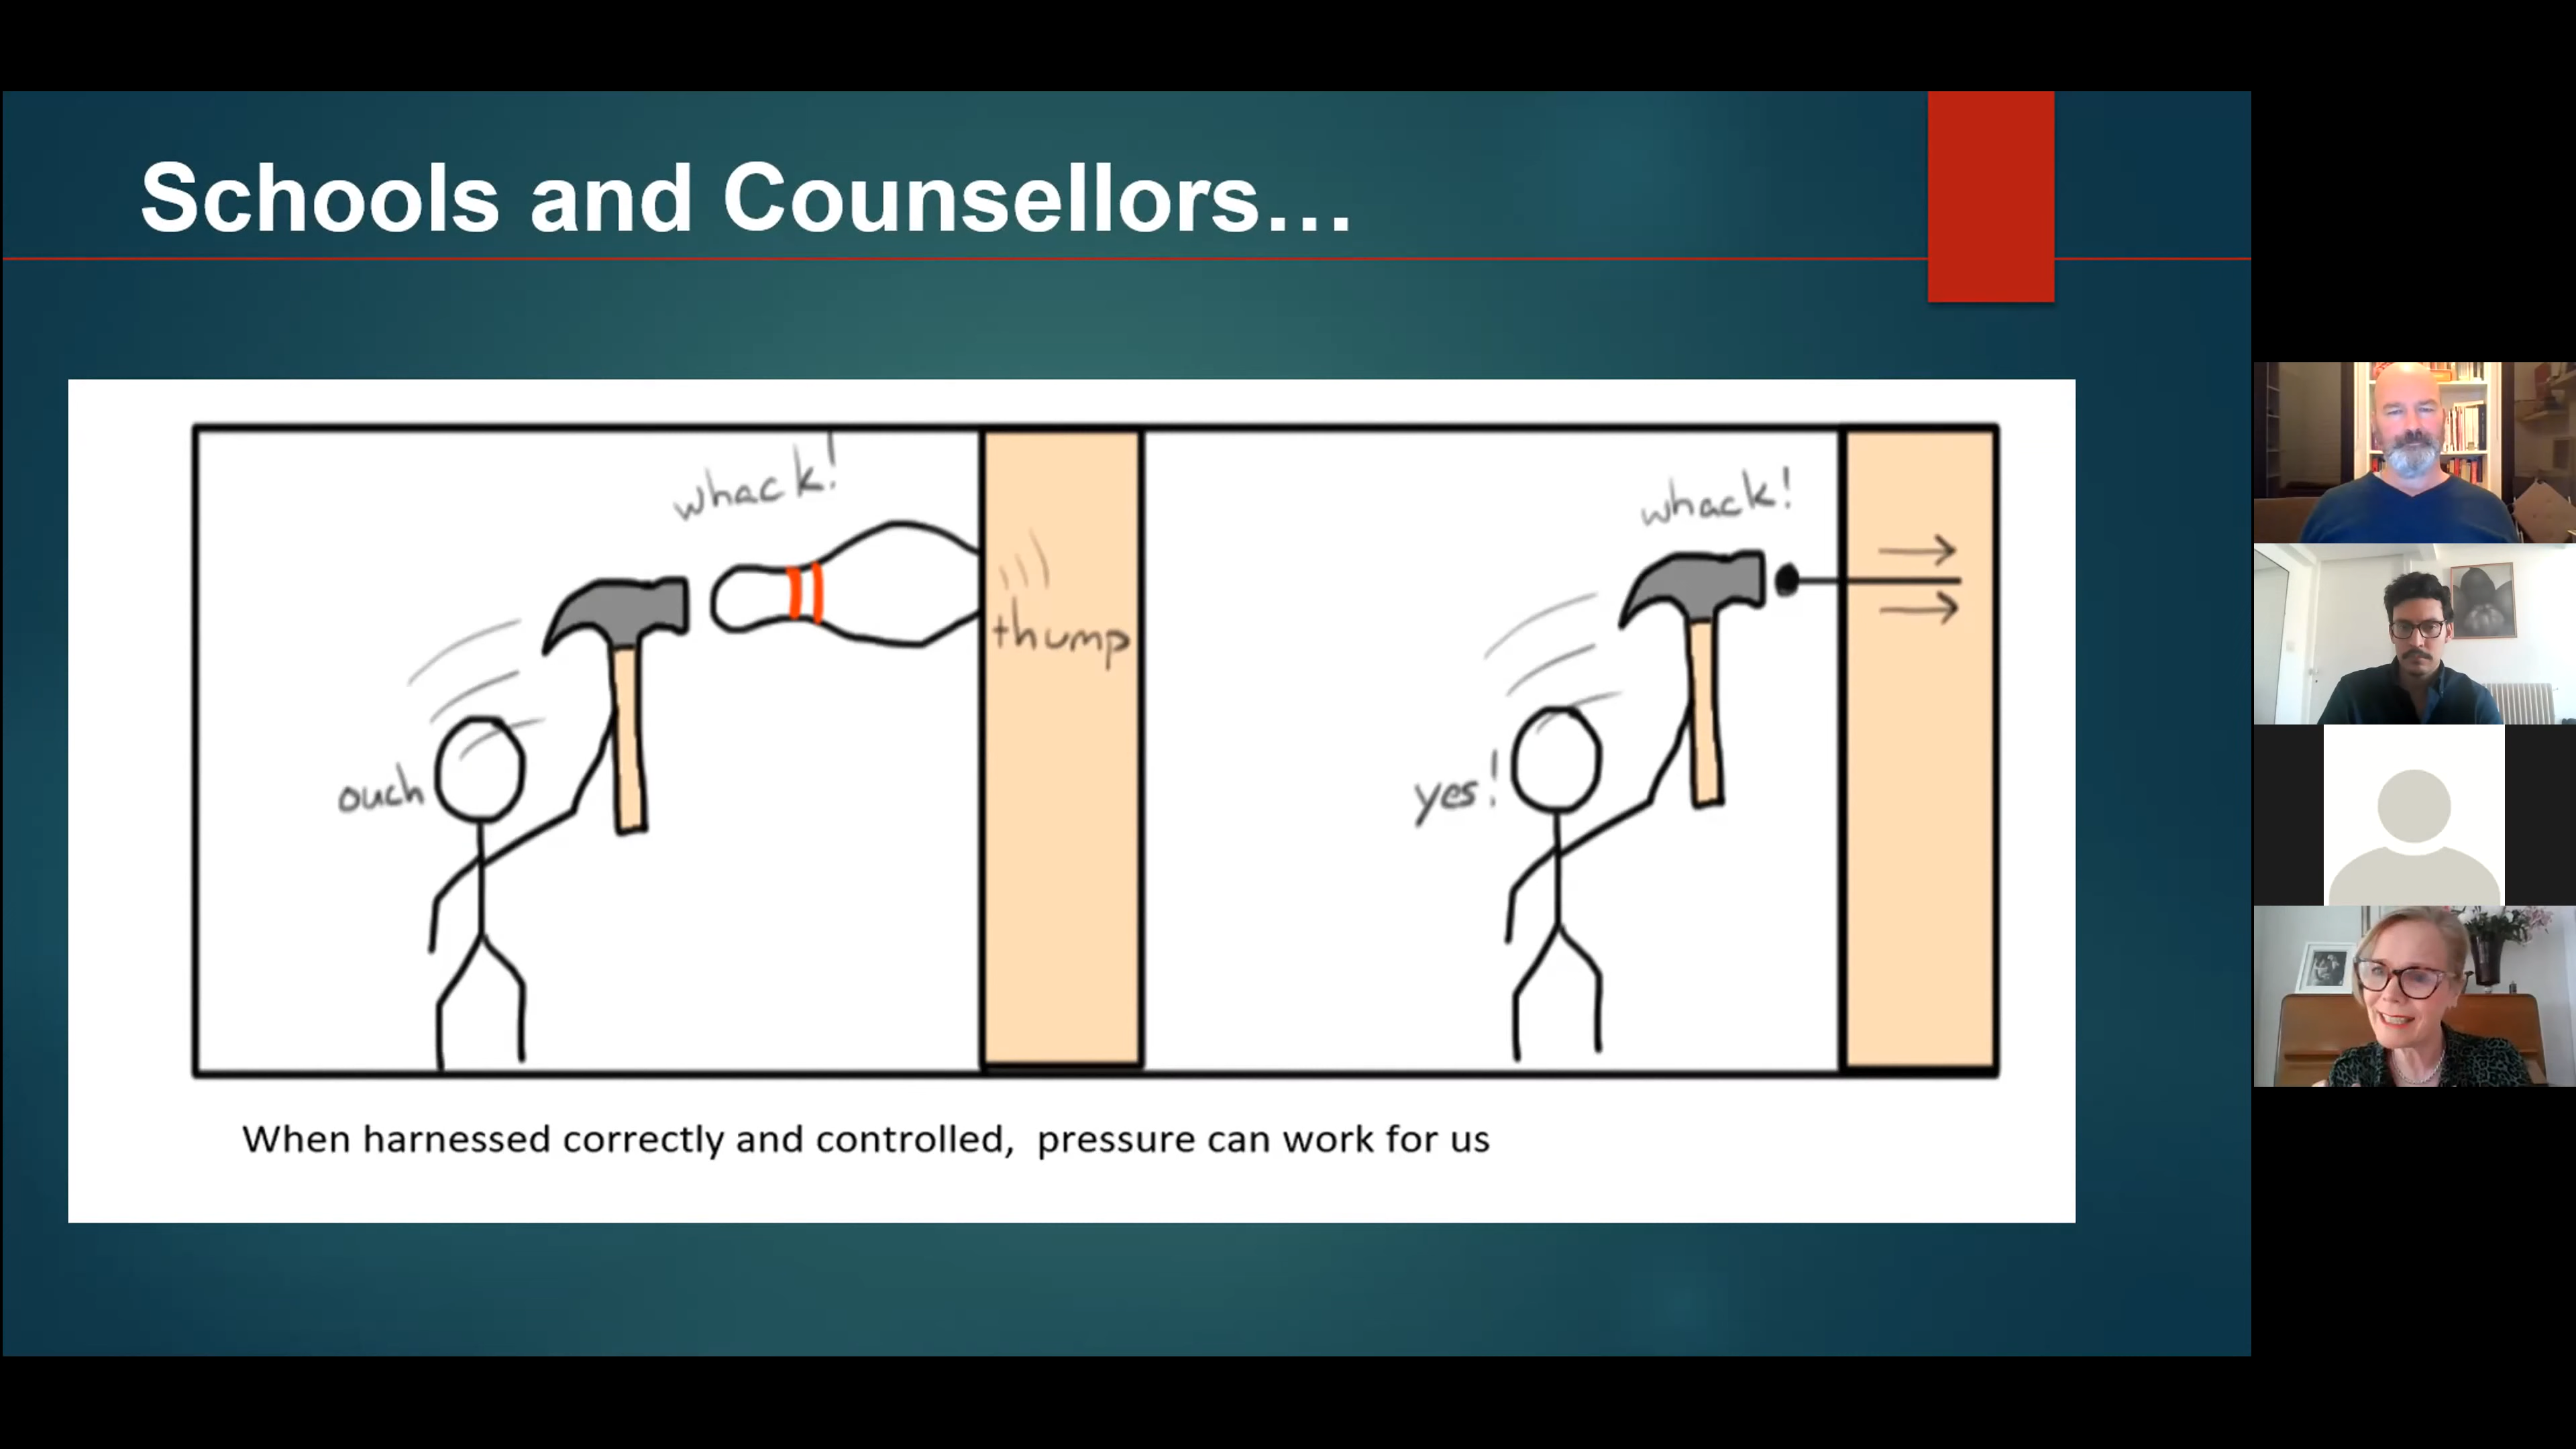 Schools and Counsellors…
whack!
thump
ouch
whack!
yes!
When harnessed correctly and controlled, pressure can work for us